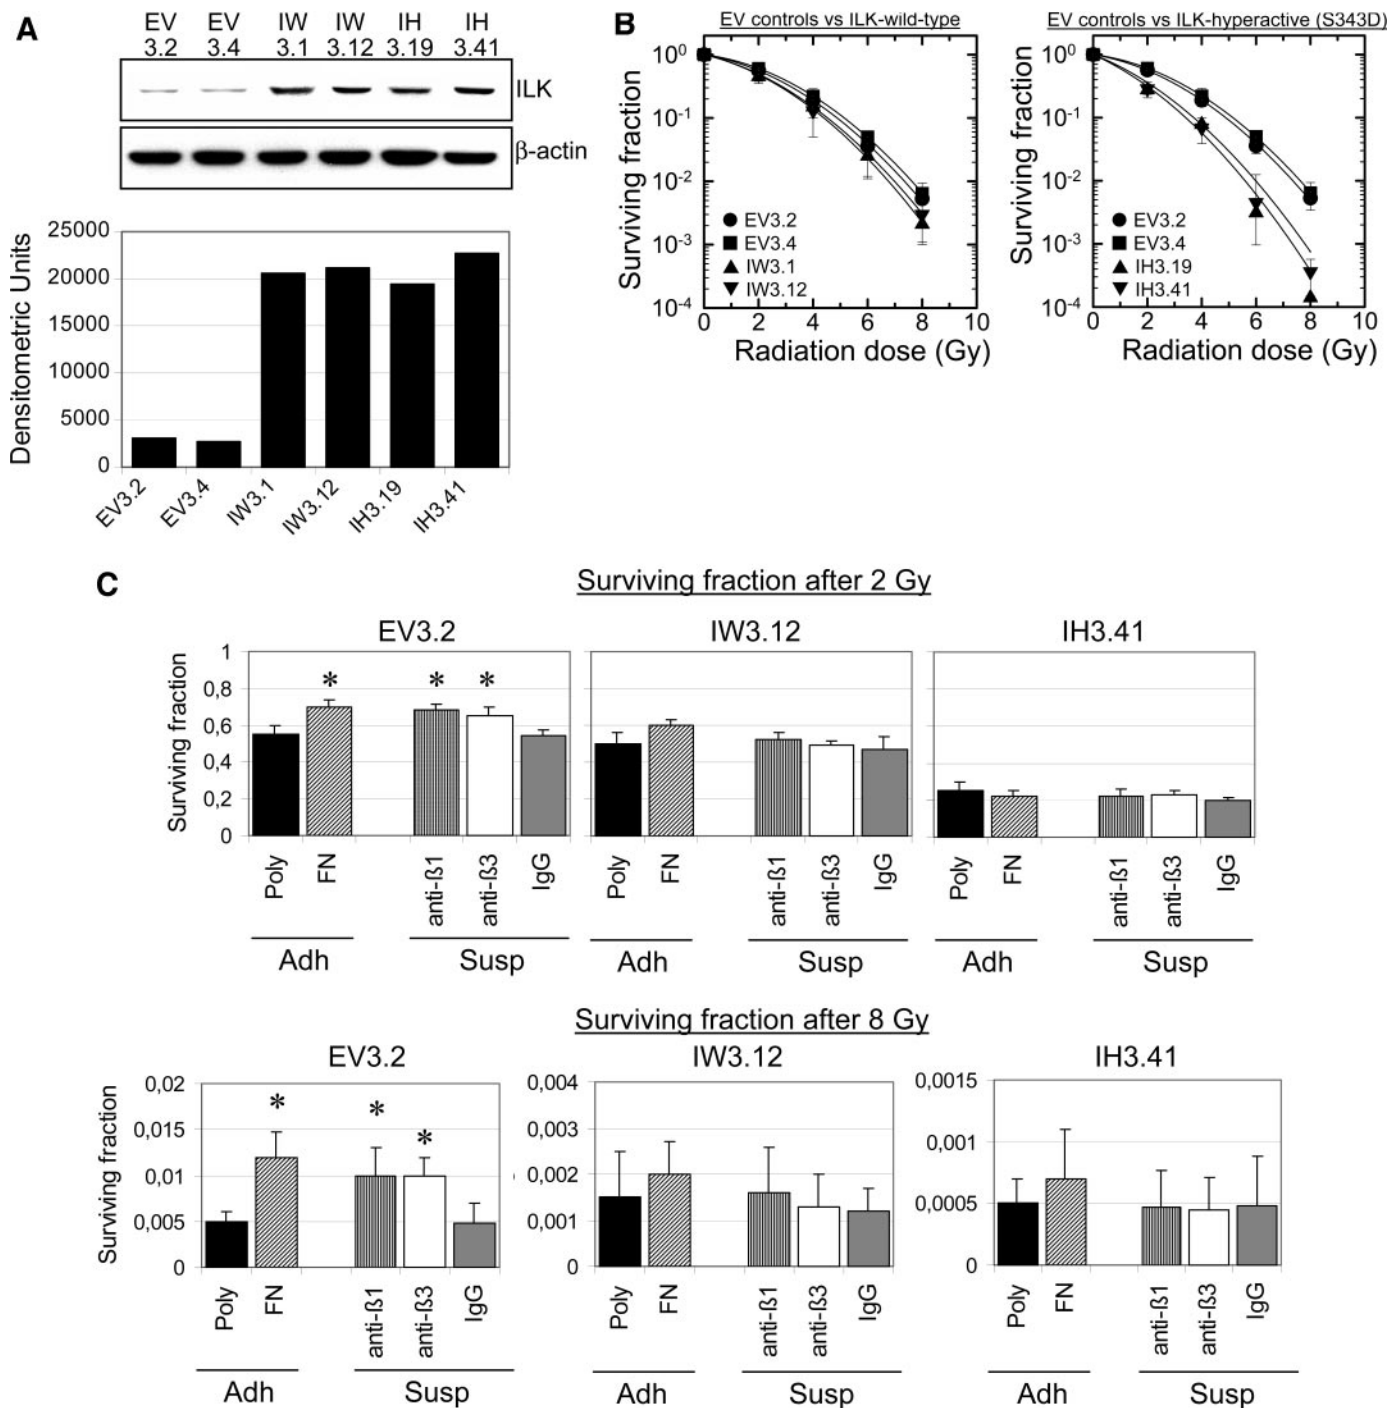 A
EV EV IW IW IH IH
3.2 3.4 3.1 3.12 3.19 3.41
ILK
β-actin
Densitometric Units
25000
20000
15000
10000
5000
0
EV3.2 EV3.4 IW3.1 IW3.12 IH3.19 IH3.41
B
EV controls vs ILK-wild-type
Surviving fraction
10⁰
10⁻¹
10⁻²
10⁻³
10⁻⁴
EV3.2
EV3.4
IW3.1
IW3.12
0 2 4 6 8 10
Radiation dose (Gy)
EV controls vs ILK-hyperactive (S343D)
Surviving fraction
10⁰
10⁻¹
10⁻²
10⁻³
10⁻⁴
EV3.2
EV3.4
IH3.19
IH3.41
0 2 4 6 8 10
Radiation dose (Gy)
C
Surviving fraction after 2 Gy
EV3.2 IW3.12 IH3.41
Surviving fraction
1
0,8
0,6
0,4
0,2
0
* * *
Poly FN anti-ß1 anti-ß3 IgG
Adh Susp
Poly FN anti-ß1 anti-ß3 IgG
Adh Susp
Poly FN anti-ß1 anti-ß3 IgG
Adh Susp
Surviving fraction after 8 Gy
EV3.2
Surviving fraction
0,02
0,015
0,01
0,005
0
* * *
Poly FN anti-ß1 anti-ß3 IgG
Adh Susp
IW3.12
0,004
0,003
0,002
0,001
0
Poly FN anti-ß1 anti-ß3 IgG
Adh Susp
IH3.41
0,0015
0,001
0,0005
0
Poly FN anti-ß1 anti-ß3 IgG
Adh Susp